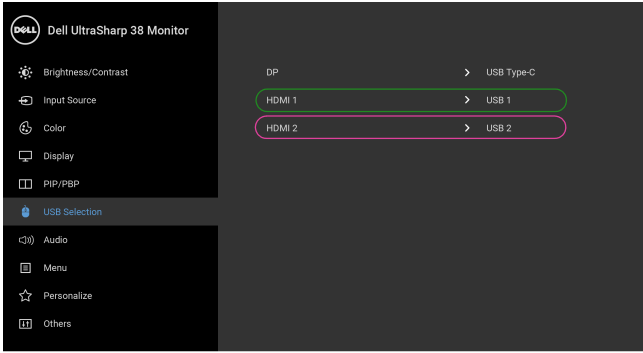 DELL Dell UltraSharp 38 Monitor
Brightness/Contrast
Input Source
Color
Display
PIP/PBP
USB Selection
Audio
Menu
Personalize
Others
DP > USB Type-C
HDMI 1 > USB 1
HDMI 2 > USB 2